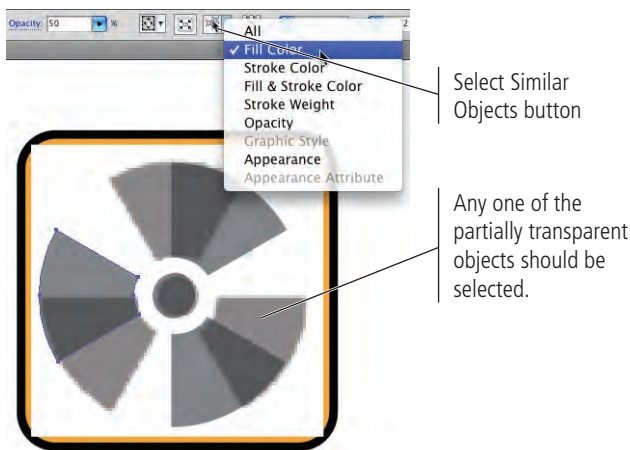 Opacity: 50 %
All
✓ Fill Color
Stroke Color
Fill & Stroke Color
Stroke Weight
Opacity
Graphic Style
Appearance
Appearance Attribute
Select Similar
Objects button
Any one of the
partially transparent
objects should be
selected.